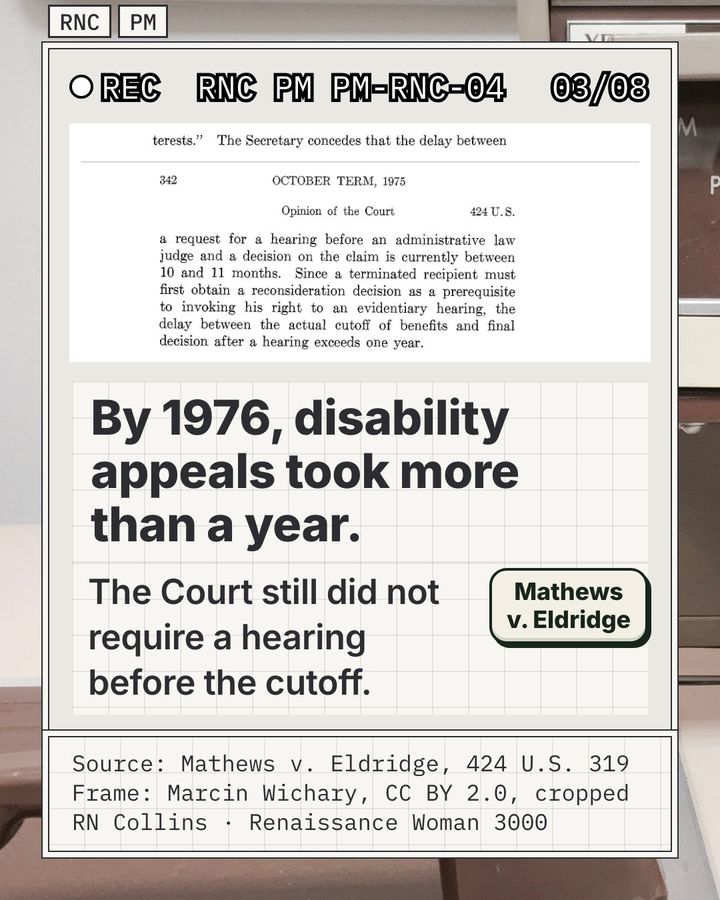 RNC PM
REC RNC PM PM-RNC-04 03/08
terests.” The Secretary concedes that the delay between
342 OCTOBER TERM, 1975
Opinion of the Court 424 U.S.
a request for a hearing before an administrative law
judge and a decision on the claim is currently between
10 and 11 months. Since a terminated recipient must
first obtain a reconsideration decision as a prerequisite
to invoking his right to an evidentiary hearing, the
delay between the actual cutoff of benefits and final
decision after a hearing exceeds one year.
By 1976, disability
appeals took more
than a year.
The Court still did not
require a hearing
before the cutoff.
Mathews
v. Eldridge
Source: Mathews v. Eldridge, 424 U.S. 319
Frame: Marcin Wichary, CC BY 2.0, cropped
RN Collins · Renaissance Woman 3000